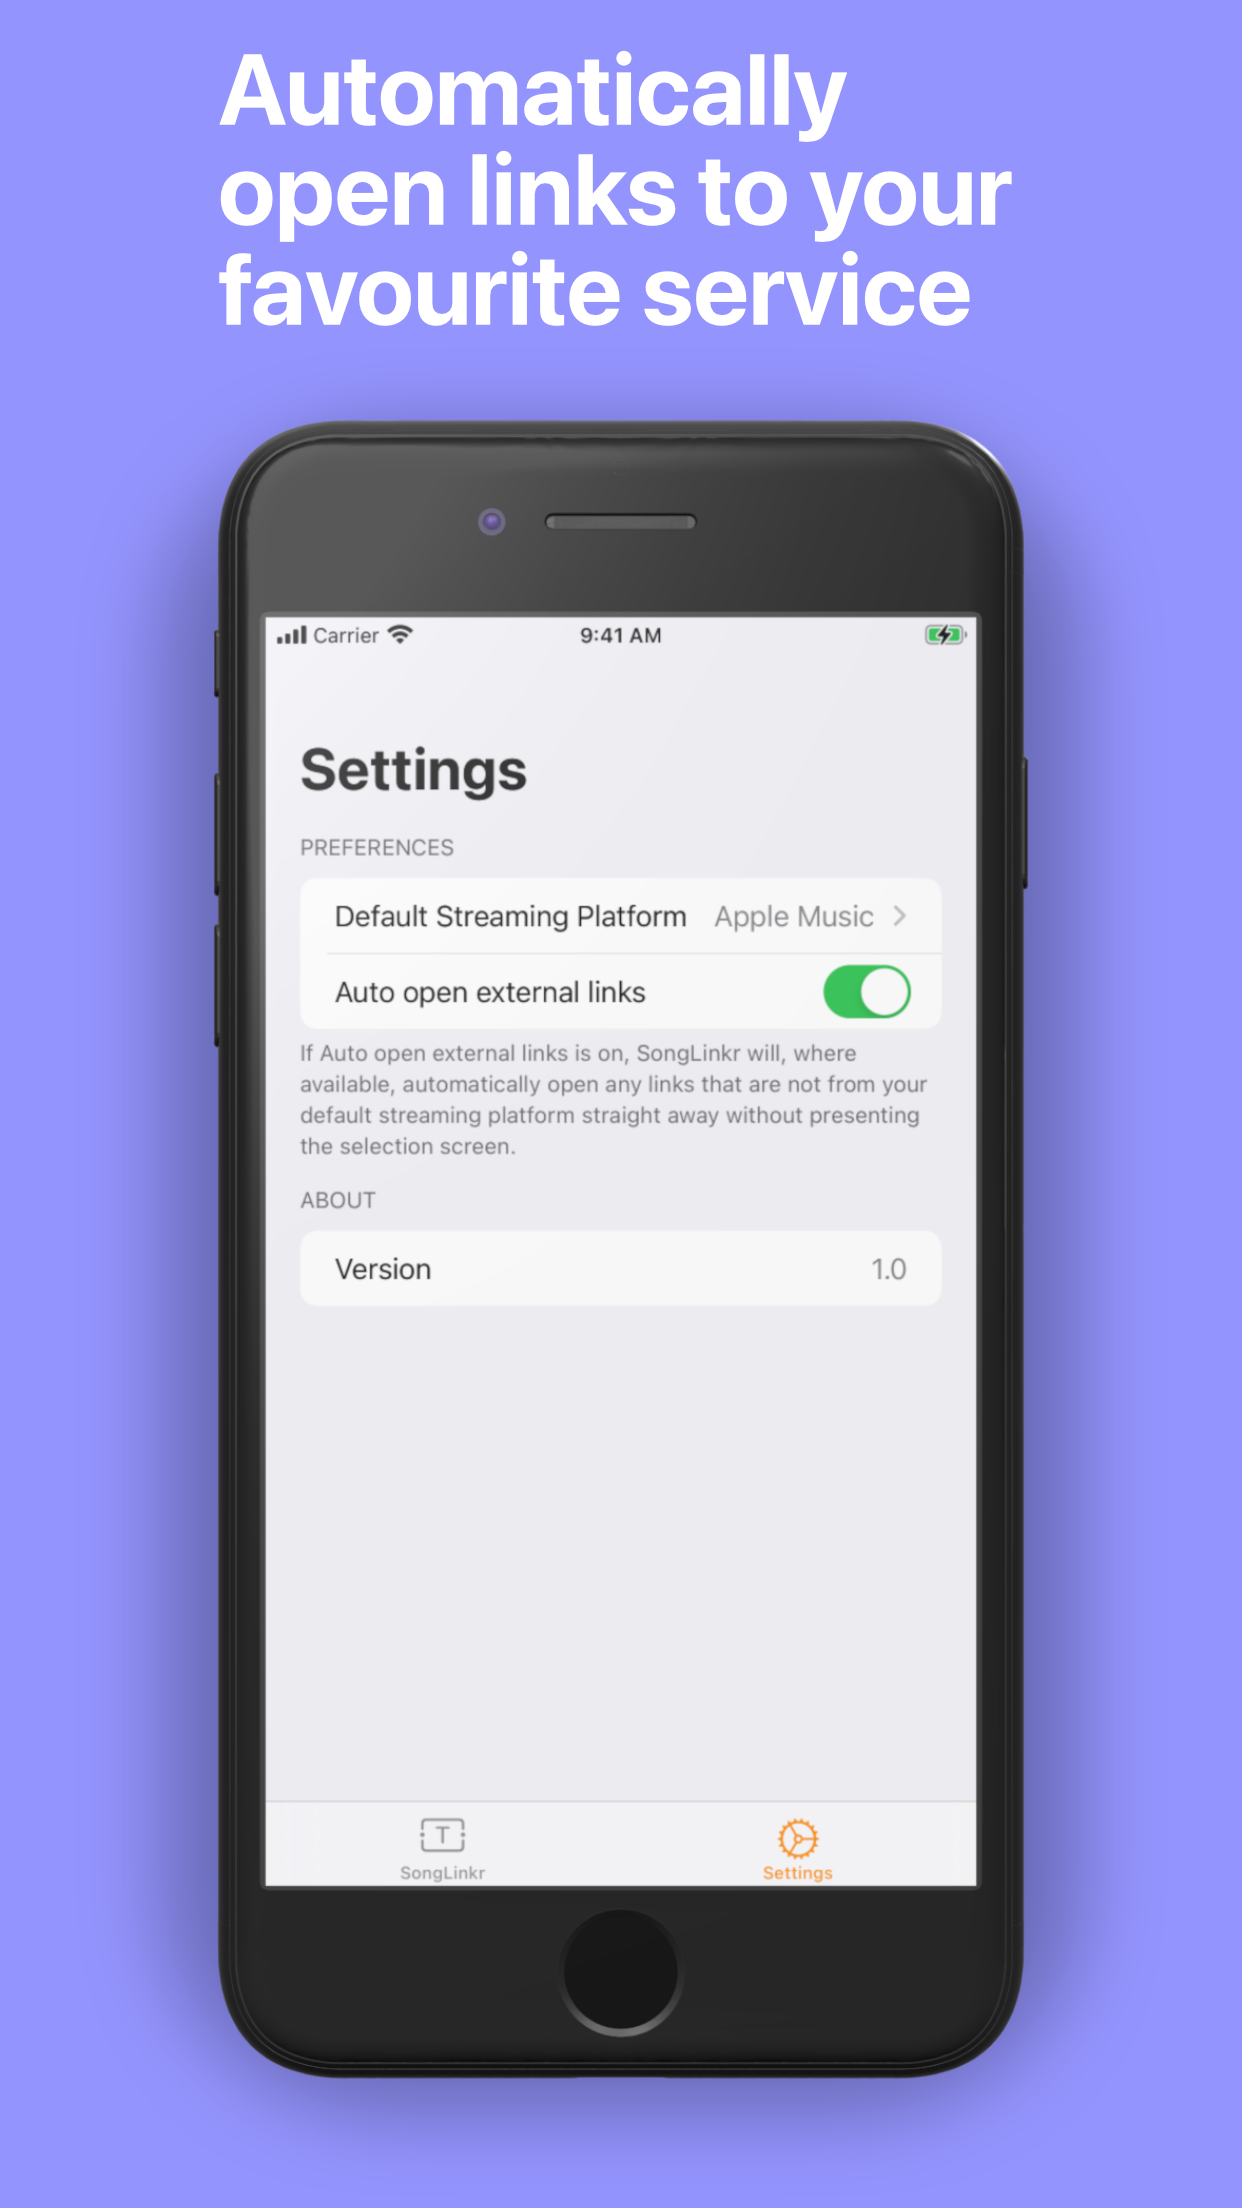 Automatically
open links to your
favourite service
Carrier 9:41 AM
Settings
PREFERENCES
Default Streaming Platform Apple Music
Auto open external links
If Auto open external links is on, SongLinkr will, where
available, automatically open any links that are not from your
default streaming platform straight away without presenting
the selection screen.
ABOUT
Version 1.0
T
SongLinkr Settings